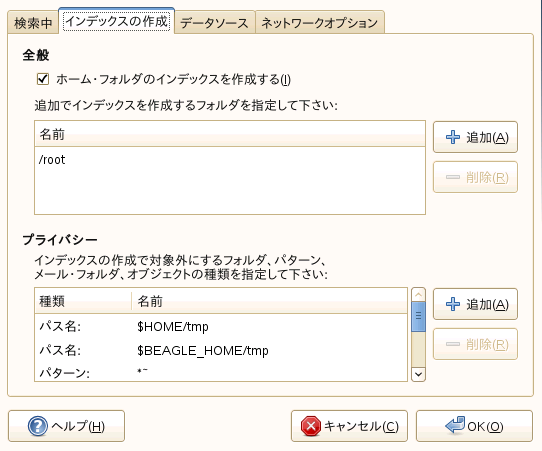 検索中 インデックスの作成 データソース ネットワークオプション
全般
ホーム・フォルダのインデックスを作成する(I)
追加でインデックスを作成するフォルダを指定して下さい:
名前
追加(A)
/root
削除(R)
プライバシー
インデックスの作成で対象外にするフォルダ、パターン、
メール・フォルダ、オブジェクトの種類を指定して下さい:
種類 名前
追加(A)
パス名: $HOME/tmp
パス名: $BEAGLE_HOME/tmp
削除(R)
パターン: *~
ヘルプ(H) キャンセル(C) OK(O)